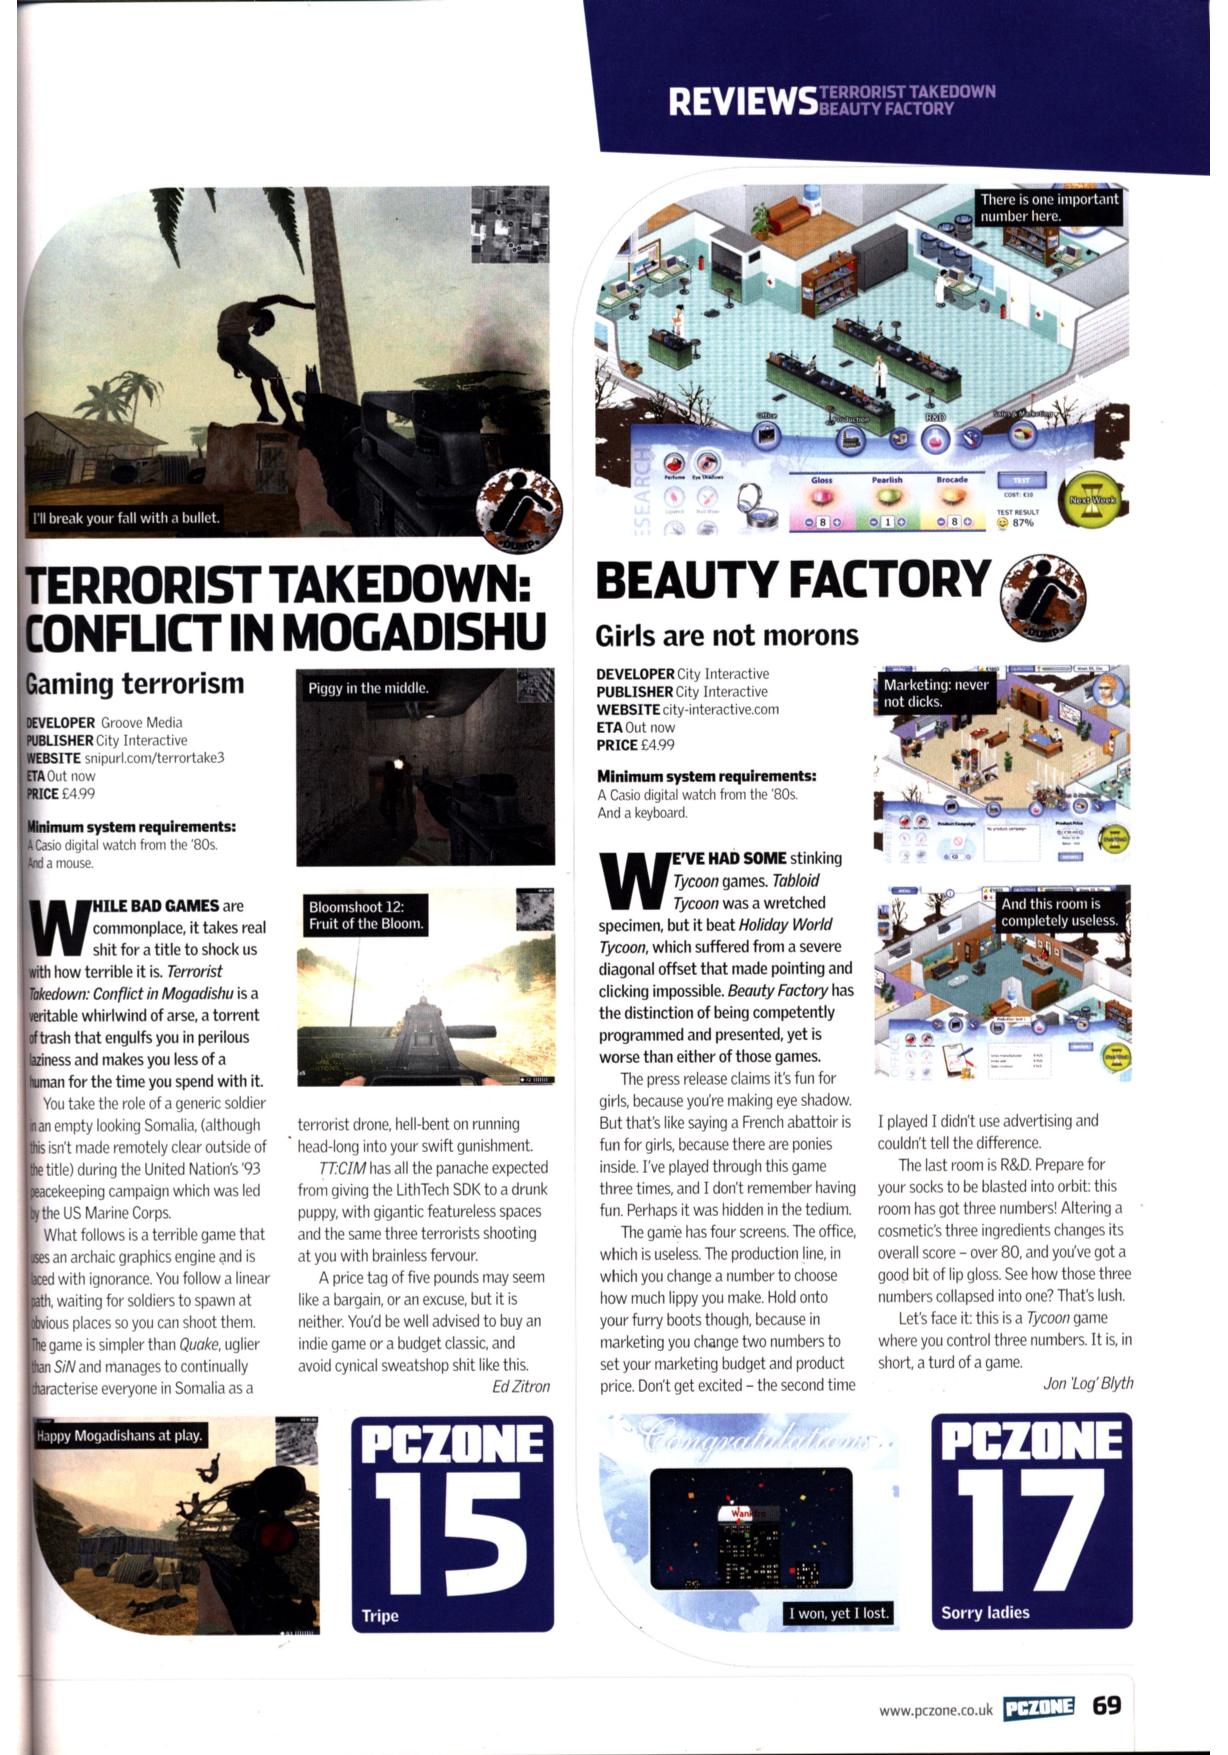 REVIEWS TERRORIST TAKEDOWN
BEAUTY FACTORY
I'll break your fall with a bullet.
DUMP
TERRORIST TAKEDOWN:
CONFLICT IN MOGADISHU
Gaming terrorism
DEVELOPER Groove Media
PUBLISHER City Interactive
WEBSITE snipurl.com/terrortake3
ETA Out now
PRICE £4.99
Minimum system requirements:
A Casio digital watch from the '80s.
And a mouse.
Piggy in the middle.
Bloomshoot 12:
Fruit of the Bloom.
WHILE BAD GAMES are
commonplace, it takes real
shit for a title to shock us
with how terrible it is. Terrorist
Takedown: Conflict in Mogadishu is a
veritable whirlwind of arse, a torrent
of trash that engulfs you in perilous
laziness and makes you less of a
human for the time you spend with it.
You take the role of a generic soldier
in an empty looking Somalia, (although
this isn't made remotely clear outside of
the title) during the United Nation's '93
peacekeeping campaign which was led
by the US Marine Corps.
What follows is a terrible game that
uses an archaic graphics engine and is
laced with ignorance. You follow a linear
path, waiting for soldiers to spawn at
obvious places so you can shoot them.
The game is simpler than Quake, uglier
than SiN and manages to continually
characterise everyone in Somalia as a
terrorist drone, hell-bent on running
head-long into your swift gunishment.
TT:CIM has all the panache expected
from giving the LithTech SDK to a drunk
puppy, with gigantic featureless spaces
and the same three terrorists shooting
at you with brainless fervour.
A price tag of five pounds may seem
like a bargain, or an excuse, but it is
neither. You'd be well advised to buy an
indie game or a budget classic, and
avoid cynical sweatshop shit like this.
Ed Zitron
Happy Mogadishans at play.
PCZONE
15
Tripe
There is one important
number here.
Office
Production
R&D
Sales & Marketing
RESEARCH
Perfume
Eye Shadows
Gloss
Pearlish
Brocade
8
1
8
TEST
COST: €10
TEST RESULT
87%
Next Week
BEAUTY FACTORY
DUMP
Girls are not morons
DEVELOPER City Interactive
PUBLISHER City Interactive
WEBSITE city-interactive.com
ETA Out now
PRICE £4.99
Minimum system requirements:
A Casio digital watch from the '80s.
And a keyboard.
Marketing: never
not dicks.
And this room is
completely useless.
WE'VE HAD SOME stinking
Tycoon games. Tabloid
Tycoon was a wretched
specimen, but it beat Holiday World
Tycoon, which suffered from a severe
diagonal offset that made pointing and
clicking impossible. Beauty Factory has
the distinction of being competently
programmed and presented, yet is
worse than either of those games.
The press release claims it's fun for
girls, because you're making eye shadow.
But that's like saying a French abattoir is
fun for girls, because there are ponies
inside. I've played through this game
three times, and I don't remember having
fun. Perhaps it was hidden in the tedium.
The game has four screens. The office,
which is useless. The production line, in
which you change a number to choose
how much lippy you make. Hold onto
your furry boots though, because in
marketing you change two numbers to
set your marketing budget and product
price. Don't get excited – the second time
I played I didn't use advertising and
couldn't tell the difference.
The last room is R&D. Prepare for
your socks to be blasted into orbit: this
room has got three numbers! Altering a
cosmetic's three ingredients changes its
overall score – over 80, and you've got a
good bit of lip gloss. See how those three
numbers collapsed into one? That's lush.
Let's face it: this is a Tycoon game
where you control three numbers. It is, in
short, a turd of a game.
Jon 'Log' Blyth
Congratulations
I won, yet I lost.
PCZONE
17
Sorry ladies
www.pczone.co.uk PCZONE 69